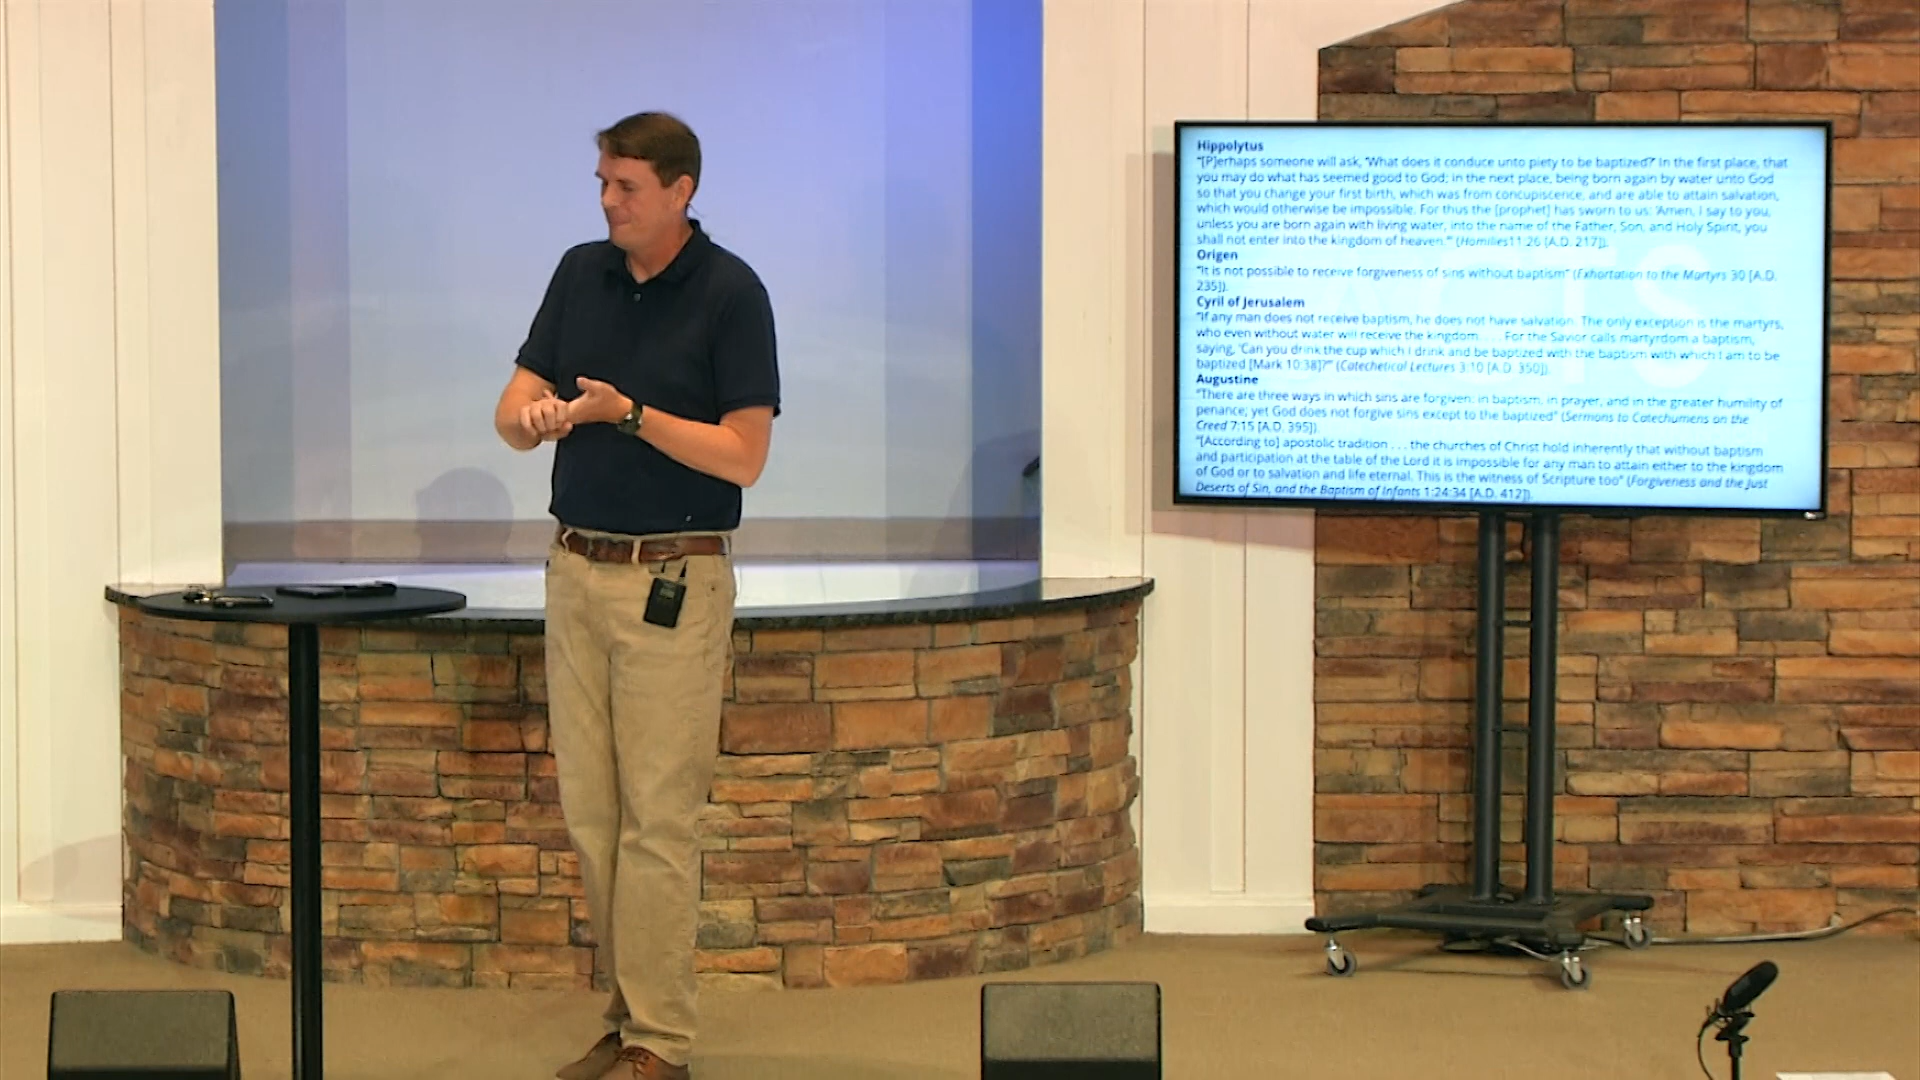 Hippolytus
"[P]erhaps someone will ask, 'What does it conduce unto piety to be baptized?' In the first place, that
you may do what has seemed good to God; in the next place, being born again by water unto God
so that you change your first birth, which was from concupiscence, and are able to attain salvation,
which would otherwise be impossible. For thus the [prophet] has sworn to us: 'Amen, I say to you,
unless you are born again with living water, into the name of the Father, Son, and Holy Spirit, you
shall not enter into the kingdom of heaven.'" (Homilies11:26 [A.D. 217]).
Origen
"It is not possible to receive forgiveness of sins without baptism" (Exhortation to the Martyrs 30 [A.D.
235]).
Cyril of Jerusalem
"If any man does not receive baptism, he does not have salvation. The only exception is the martyrs,
who even without water will receive the kingdom. . . . For the Savior calls martyrdom a baptism,
saying, 'Can you drink the cup which I drink and be baptized with the baptism with which I am to be
baptized [Mark 10:38]?'" (Catechetical Lectures 3:10 [A.D. 350]).
Augustine
"There are three ways in which sins are forgiven: in baptism, in prayer, and in the greater humility of
penance; yet God does not forgive sins except to the baptized" (Sermons to Catechumens on the
Creed 7:15 [A.D. 395]).
"[According to] apostolic tradition . . . the churches of Christ hold inherently that without baptism
and participation at the table of the Lord it is impossible for any man to attain either to the kingdom
of God or to salvation and life eternal. This is the witness of Scripture too" (Forgiveness and the Just
Deserts of Sin, and the Baptism of Infants 1:24:34 [A.D. 412]).